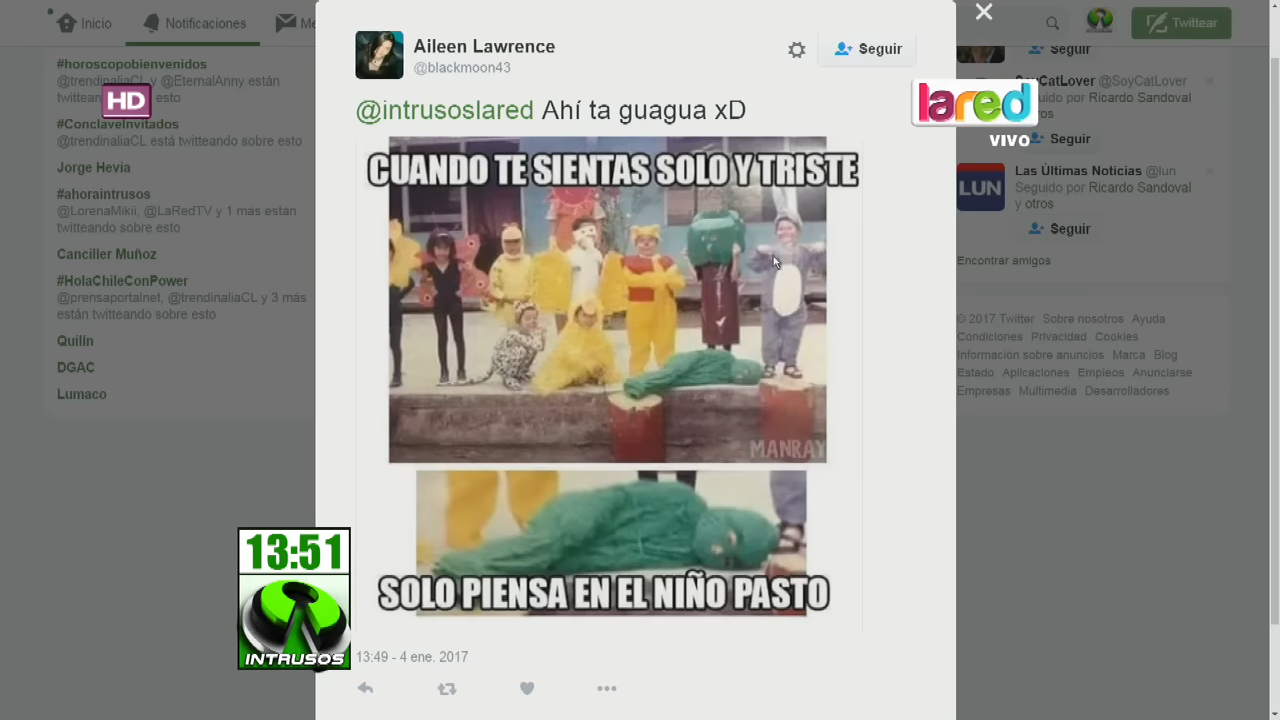 Inicio
Notificaciones
Me
Twittear
#horoscopobienvenidos
@trendinaliaCL y @EternalAnny están
twitteando sobre esto
#ConclaveInvitados
@trendinaliaCL está twitteando sobre esto
Jorge Hevia
#ahoraintrusos
@LorenaMikii, @LaRedTV y 1 más están
twitteando sobre esto
Canciller Muñoz
#HolaChileConPower
@prensaportalnet, @trendinaliaCL y 3 más
están twitteando sobre esto
Quilín
DGAC
Lumaco
HD
Aileen Lawrence
@blackmoon43
Seguir
@intrusoslared Ahí ta guagua xD
CUANDO TE SIENTAS SOLO Y TRISTE
MANRAY
SOLO PIENSA EN EL NIÑO PASTO
13:49 - 4 ene. 2017
13:51
INTRUSOS
lared
VIVO
Seguir
SoyCatLover @SoyCatLover
Seguido por Ricardo Sandoval
y otros
Seguir
LUN
Las Últimas Noticias @lun
Seguido por Ricardo Sandoval
y otros
Seguir
Encontrar amigos
© 2017 Twitter Sobre nosotros Ayuda
Condiciones Privacidad Cookies
Información sobre anuncios Marca Blog
Estado Aplicaciones Empleos Anunciarse
Empresas Multimedia Desarrolladores